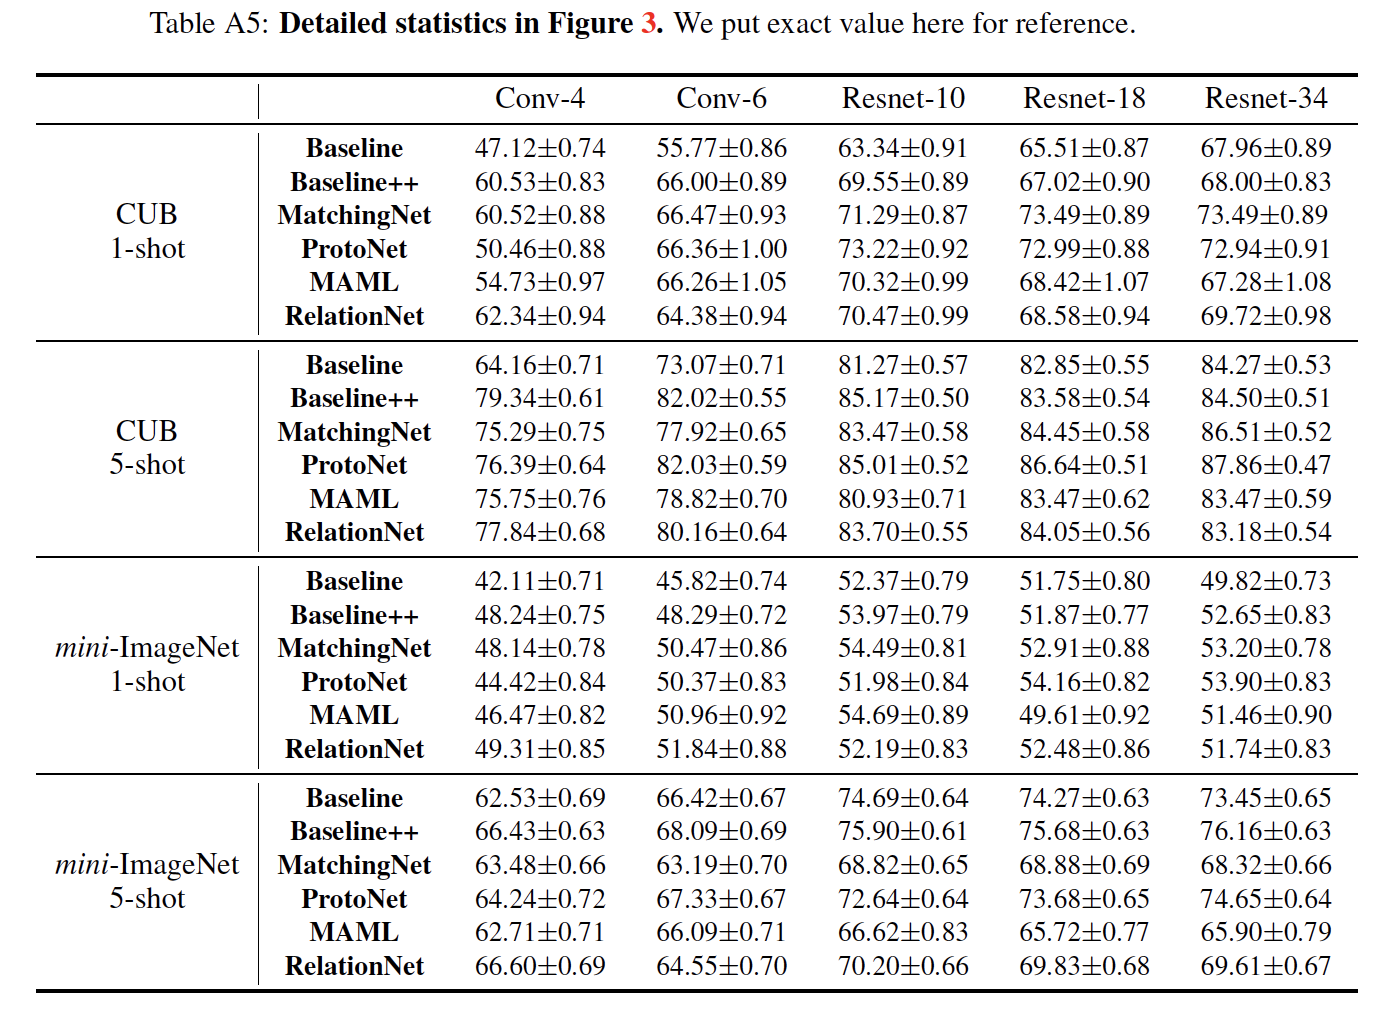 Table A5: Detailed statistics in Figure 3. We put exact value here for reference.
Conv-4 Conv-6 Resnet-10 Resnet-18 Resnet-34
CUB
1-shot
Baseline 47.12±0.74 55.77±0.86 63.34±0.91 65.51±0.87 67.96±0.89
Baseline++ 60.53±0.83 66.00±0.89 69.55±0.89 67.02±0.90 68.00±0.83
MatchingNet 60.52±0.88 66.47±0.93 71.29±0.87 73.49±0.89 73.49±0.89
ProtoNet 50.46±0.88 66.36±1.00 73.22±0.92 72.99±0.88 72.94±0.91
MAML 54.73±0.97 66.26±1.05 70.32±0.99 68.42±1.07 67.28±1.08
RelationNet 62.34±0.94 64.38±0.94 70.47±0.99 68.58±0.94 69.72±0.98
CUB
5-shot
Baseline 64.16±0.71 73.07±0.71 81.27±0.57 82.85±0.55 84.27±0.53
Baseline++ 79.34±0.61 82.02±0.55 85.17±0.50 83.58±0.54 84.50±0.51
MatchingNet 75.29±0.75 77.92±0.65 83.47±0.58 84.45±0.58 86.51±0.52
ProtoNet 76.39±0.64 82.03±0.59 85.01±0.52 86.64±0.51 87.86±0.47
MAML 75.75±0.76 78.82±0.70 80.93±0.71 83.47±0.62 83.47±0.59
RelationNet 77.84±0.68 80.16±0.64 83.70±0.55 84.05±0.56 83.18±0.54
mini-ImageNet
1-shot
Baseline 42.11±0.71 45.82±0.74 52.37±0.79 51.75±0.80 49.82±0.73
Baseline++ 48.24±0.75 48.29±0.72 53.97±0.79 51.87±0.77 52.65±0.83
MatchingNet 48.14±0.78 50.47±0.86 54.49±0.81 52.91±0.88 53.20±0.78
ProtoNet 44.42±0.84 50.37±0.83 51.98±0.84 54.16±0.82 53.90±0.83
MAML 46.47±0.82 50.96±0.92 54.69±0.89 49.61±0.92 51.46±0.90
RelationNet 49.31±0.85 51.84±0.88 52.19±0.83 52.48±0.86 51.74±0.83
mini-ImageNet
5-shot
Baseline 62.53±0.69 66.42±0.67 74.69±0.64 74.27±0.63 73.45±0.65
Baseline++ 66.43±0.63 68.09±0.69 75.90±0.61 75.68±0.63 76.16±0.63
MatchingNet 63.48±0.66 63.19±0.70 68.82±0.65 68.88±0.69 68.32±0.66
ProtoNet 64.24±0.72 67.33±0.67 72.64±0.64 73.68±0.65 74.65±0.64
MAML 62.71±0.71 66.09±0.71 66.62±0.83 65.72±0.77 65.90±0.79
RelationNet 66.60±0.69 64.55±0.70 70.20±0.66 69.83±0.68 69.61±0.67